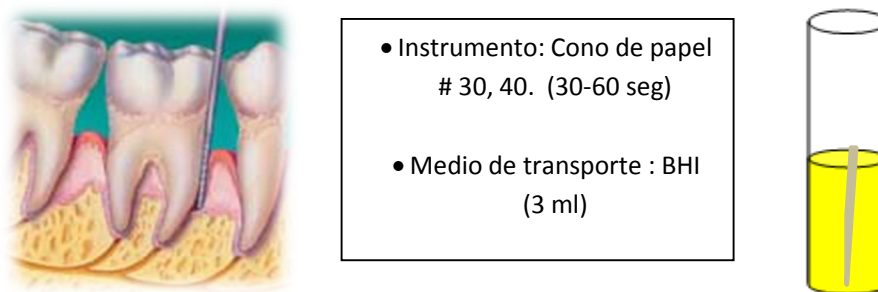 • Instrumento: Cono de papel
# 30, 40. (30-60 seg)
• Medio de transporte : BHI
(3 ml)